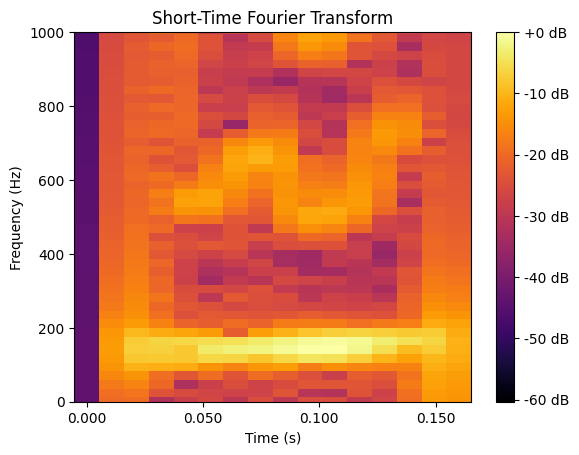 Short-Time Fourier Transform
Frequency (Hz)
1000
800
600
400
200
0
0.000
0.050
0.100
0.150
Time (s)
+0 dB
-10 dB
-20 dB
-30 dB
-40 dB
-50 dB
-60 dB